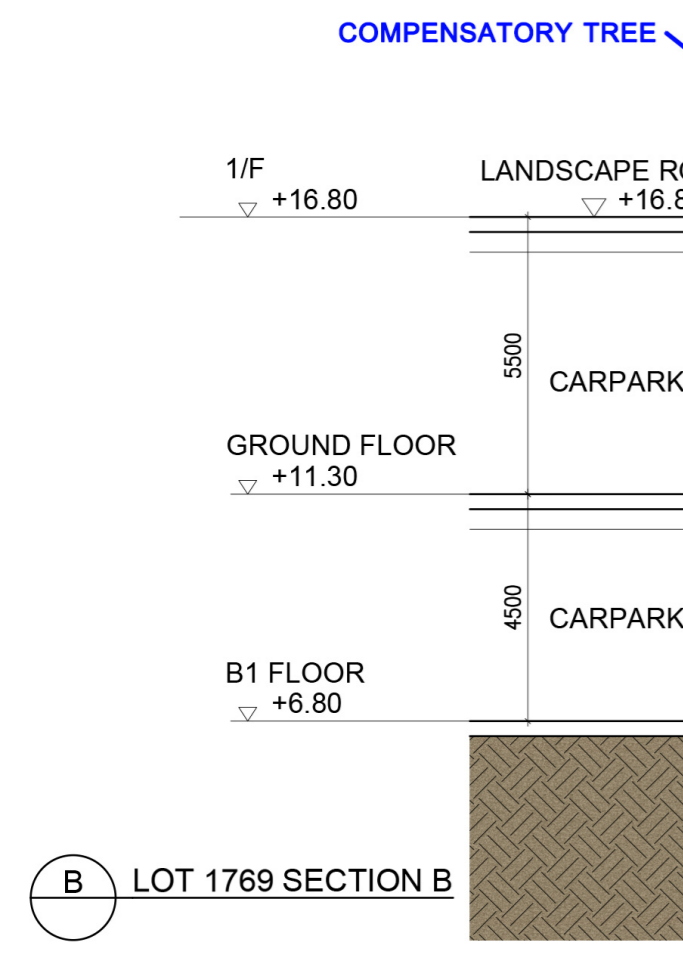 COMPENSATORY TREE
1/F
+16.80
LANDSCAPE
5500
CARPARK
GROUND FLOOR
+11.30
4500
CARPARK
B1 FLOOR
+6.80
B
LOT 1769 SECTION B